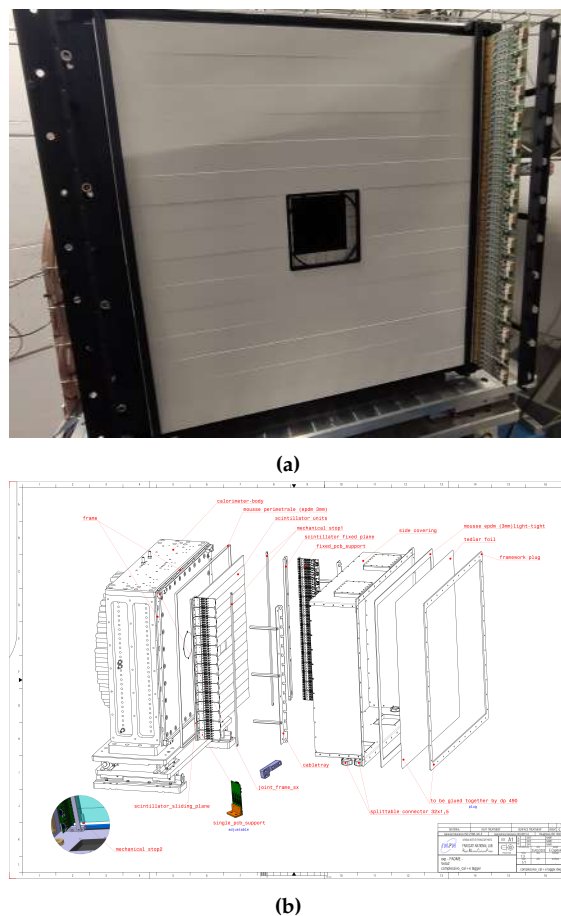 (a)
calorimeter-body
mousse perimetrale (epdm 3mm)
scintillator units
frame
mechanical stop1
scintillator fixed plane
fixed_pcb_support
side covering
mousse epdm (3mm)light-tight
tedlar foil
framework plug
cabletray
joint_frame_sx
scintillator_sliding_plane
single_pcb_support
adjustable
to be glued together by dp 490
plug
splittable connector 32x1,5
mechanical stop2
A1
(b)